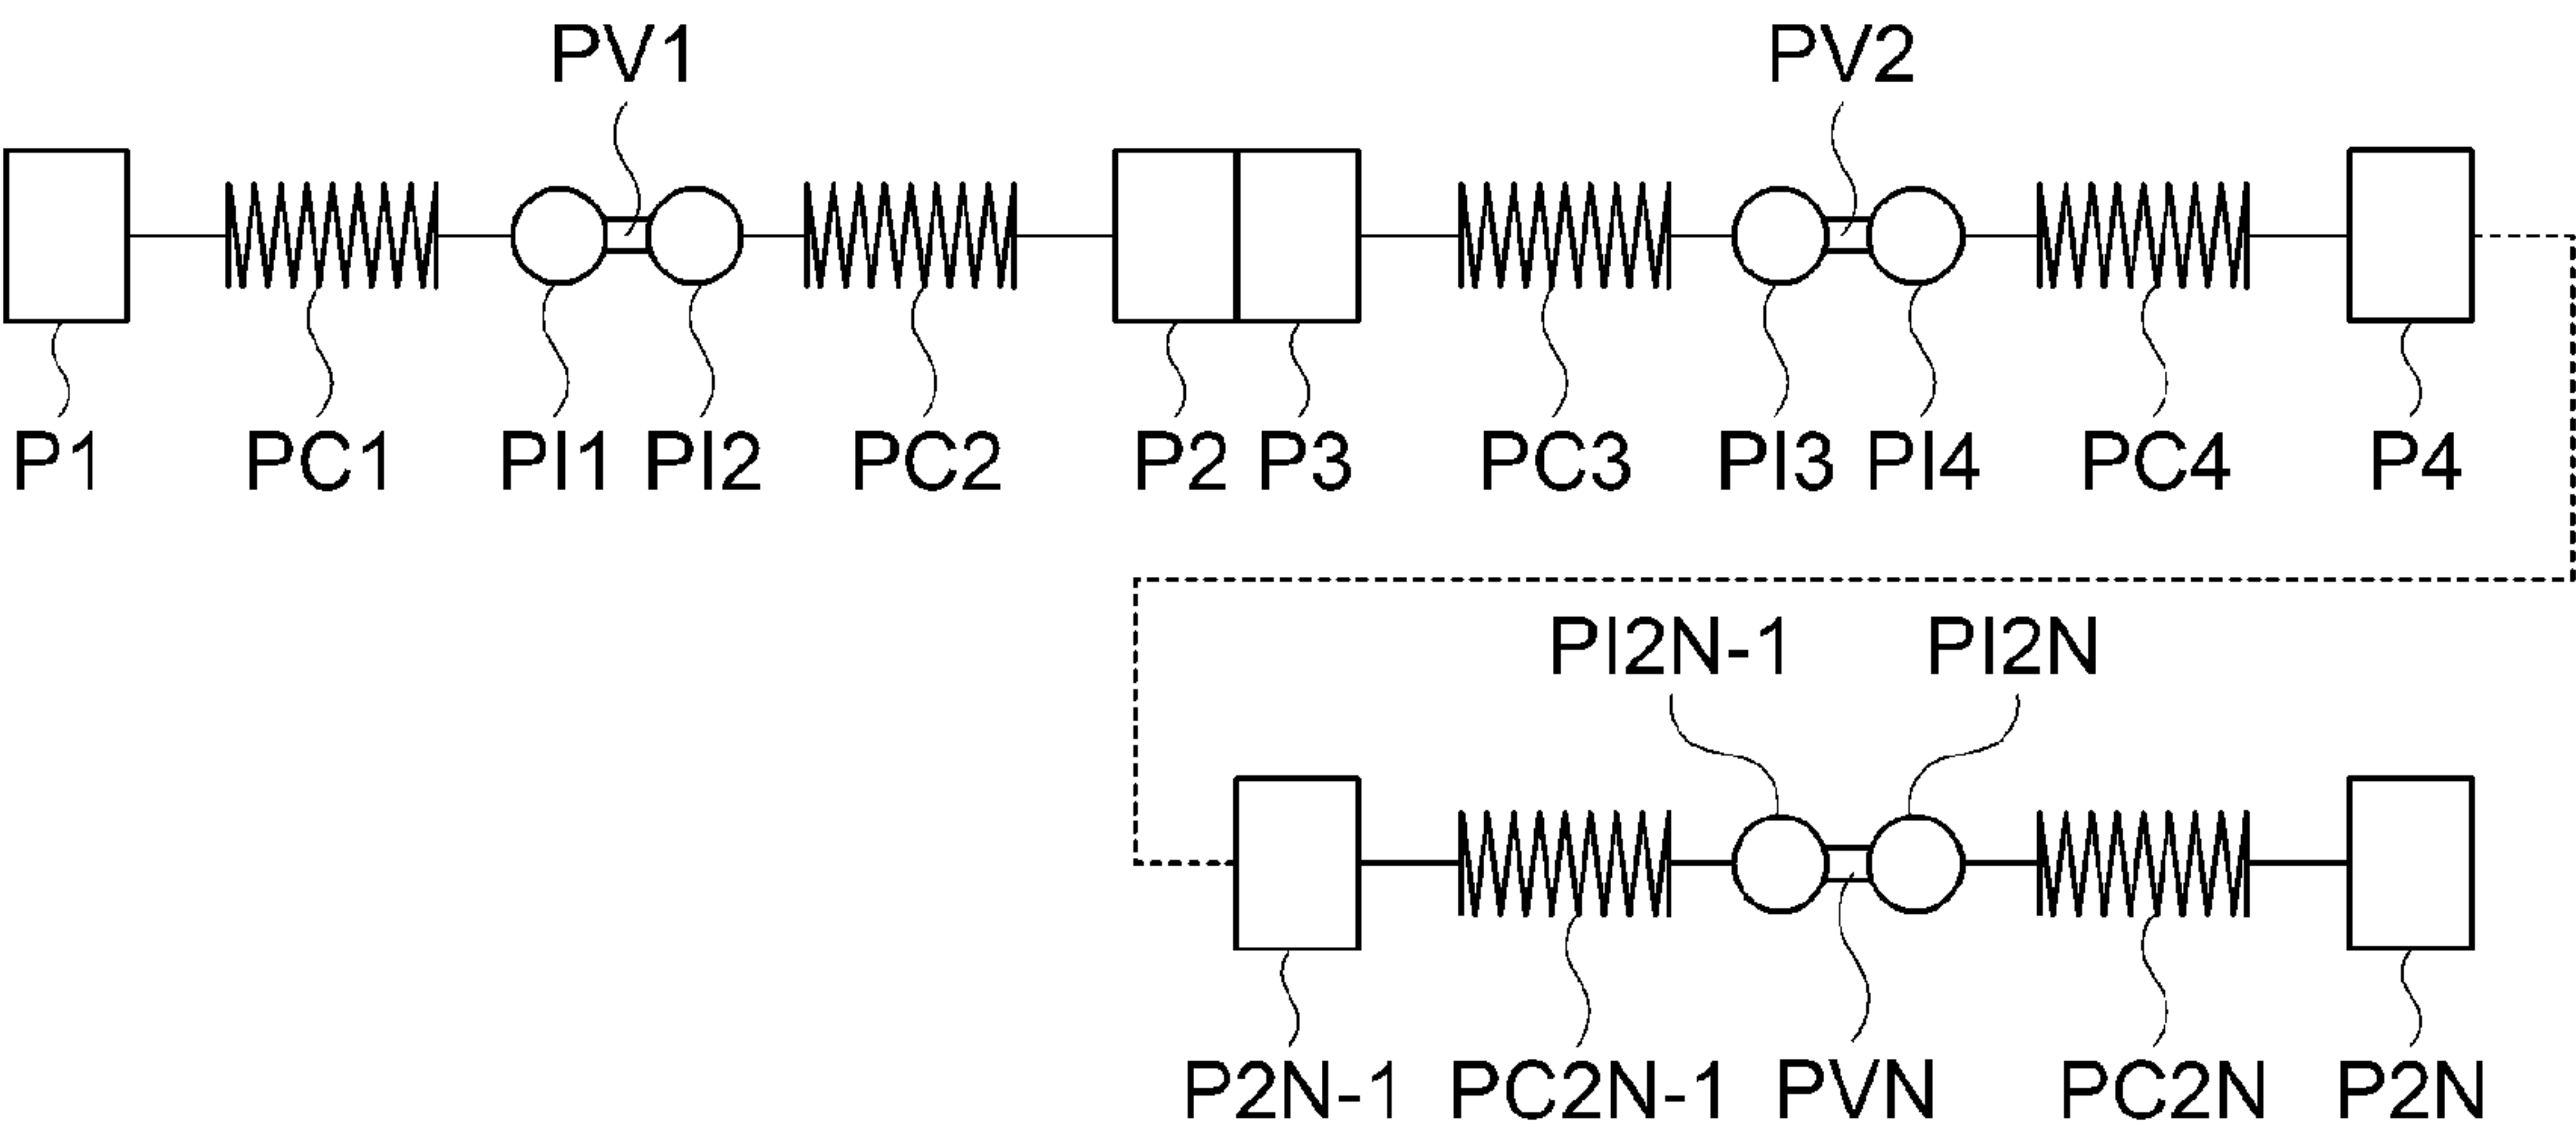 PV1 PV2
P1 PC1 PI1 PI2 PC2 P2 P3 PC3 PI3 PI4 PC4 P4
PI2N-1 PI2N
P2N-1 PC2N-1 PVN PC2N P2N